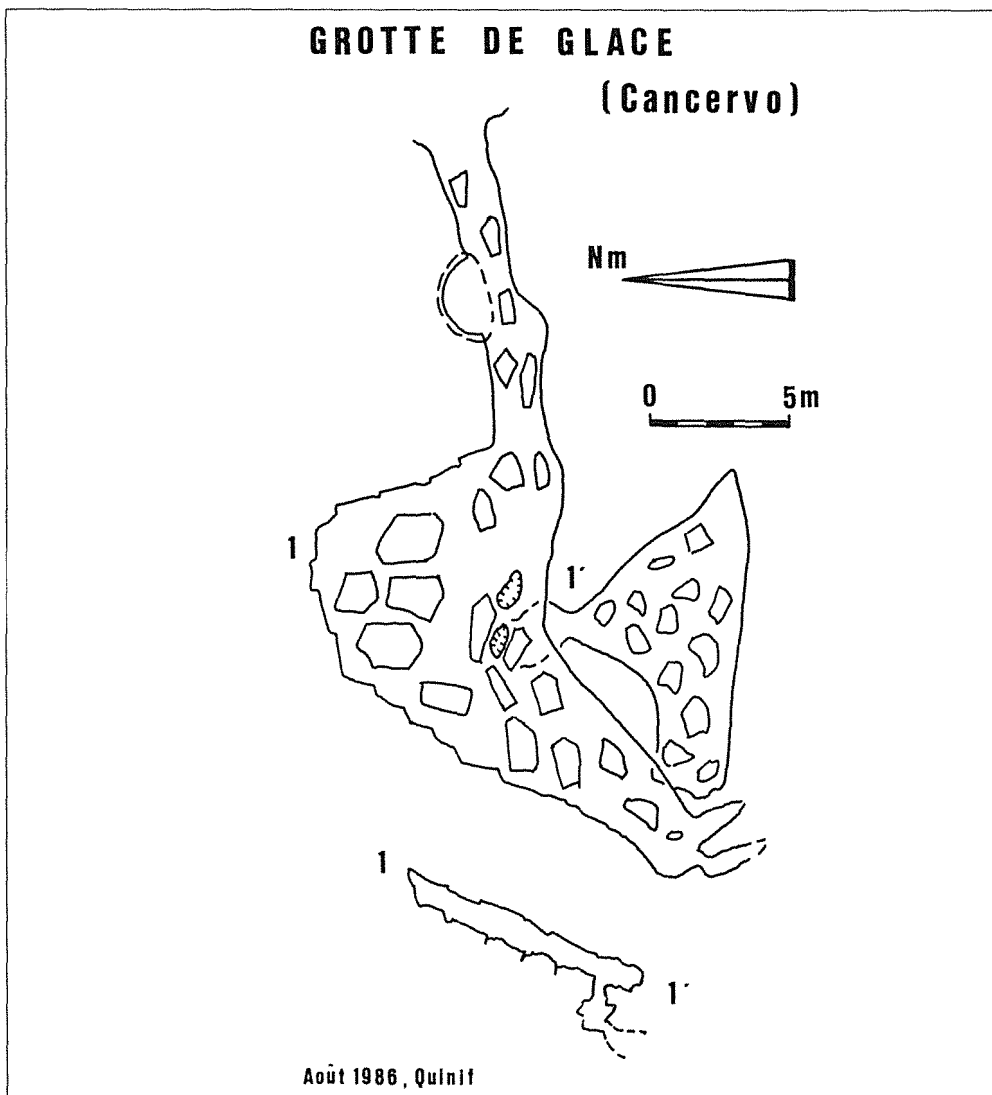 GROTTE DE GLACE
(Cancervo)
Nm
0 5m
1
1'
1
1'
Août 1986, Quinif